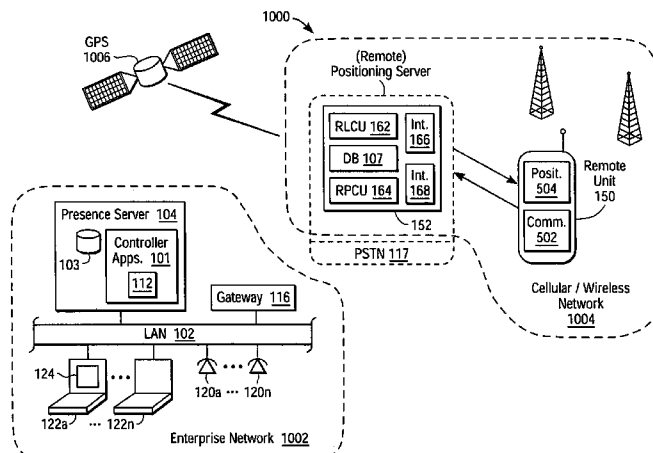 GPS
1006
1000
(Remote)
Positioning Server
RLCU 162
Int.
166
DB 107
RPCU 164
Int.
168
152
PSTN 117
Posit.
504
Comm.
502
Remote
Unit
150
Cellular / Wireless
Network
1004
Presence Server 104
103
Controller
Apps. 101
112
Gateway 116
LAN 102
124
122a ... 122n
120a ... 120n
Enterprise Network 1002